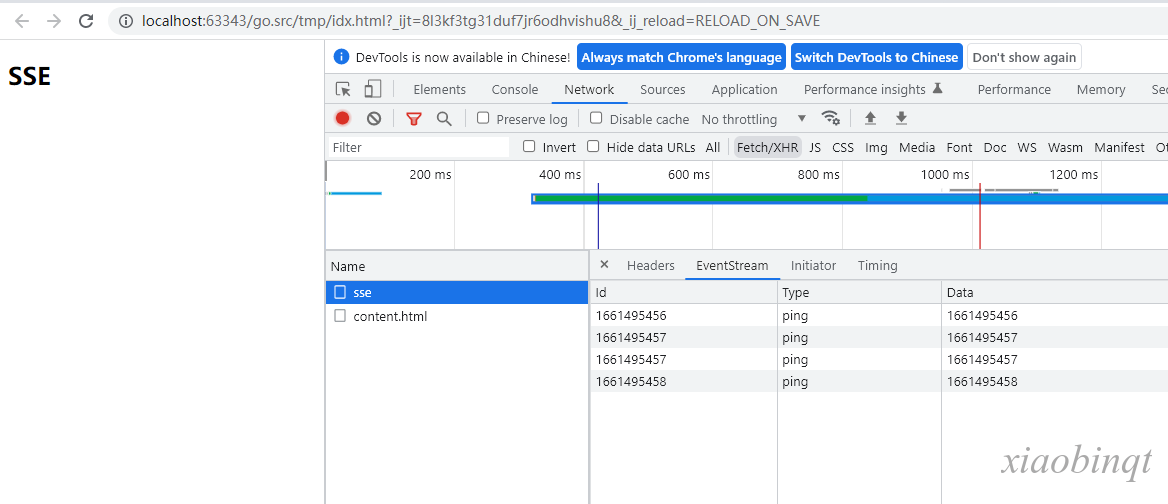 localhost:63343/go.src/tmp/idx.html?_ijt=8l3kf3tg31duf7jr6odhvishu8&_ij_reload=RELOAD_ON_SAVE
SSE
DevTools is now available in Chinese! Always match Chrome's language Switch DevTools to Chinese Don't show again
Elements Console Network Sources Application Performance insights Performance Memory Sec
Preserve log Disable cache No throttling
Filter Invert Hide data URLs All Fetch/XHR JS CSS Img Media Font Doc WS Wasm Manifest Ot
200 ms 400 ms 600 ms 800 ms 1000 ms 1200 ms
Name × Headers EventStream Initiator Timing
sse Id Type Data
content.html 1661495456 ping 1661495456
1661495457 ping 1661495457
1661495457 ping 1661495457
1661495458 ping 1661495458
xiaobinqt